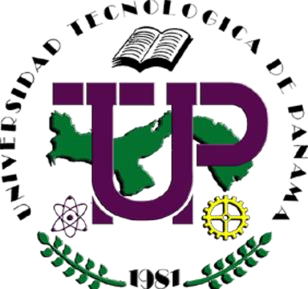 UNIVERSIDAD TECNOLOGICA DE PANAMA
UTP
1981